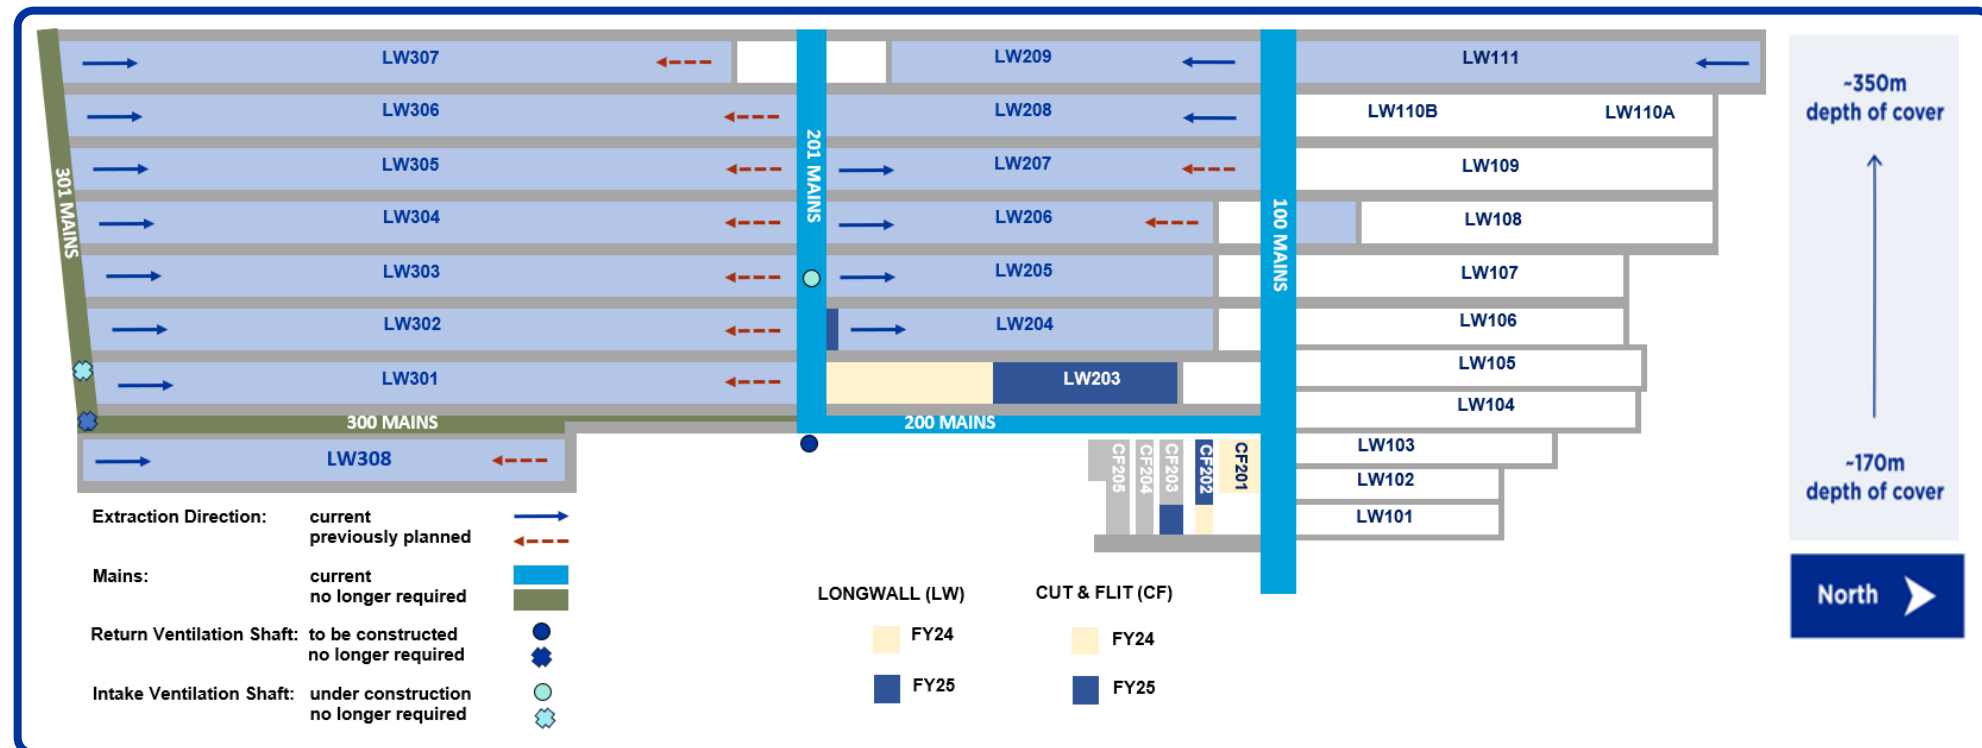 LW307
LW209
LW111
LW306
LW208
LW110B
LW110A
LW305
LW207
LW109
LW304
LW206
LW108
LW303
LW205
LW107
LW302
LW204
LW106
LW301
LW203
LW105
LW104
301 MAINS
201 MAINS
100 MAINS
300 MAINS
200 MAINS
LW308
CF205
CF204
CF203
CF202
CF201
LW103
LW102
LW101
~350m
depth of cover
~170m
depth of cover
North
Extraction Direction: current
previously planned
Mains: current
no longer required
Return Ventilation Shaft: to be constructed
no longer required
Intake Ventilation Shaft: under construction
no longer required
LONGWALL (LW)
FY24
FY25
CUT & FLIT (CF)
FY24
FY25